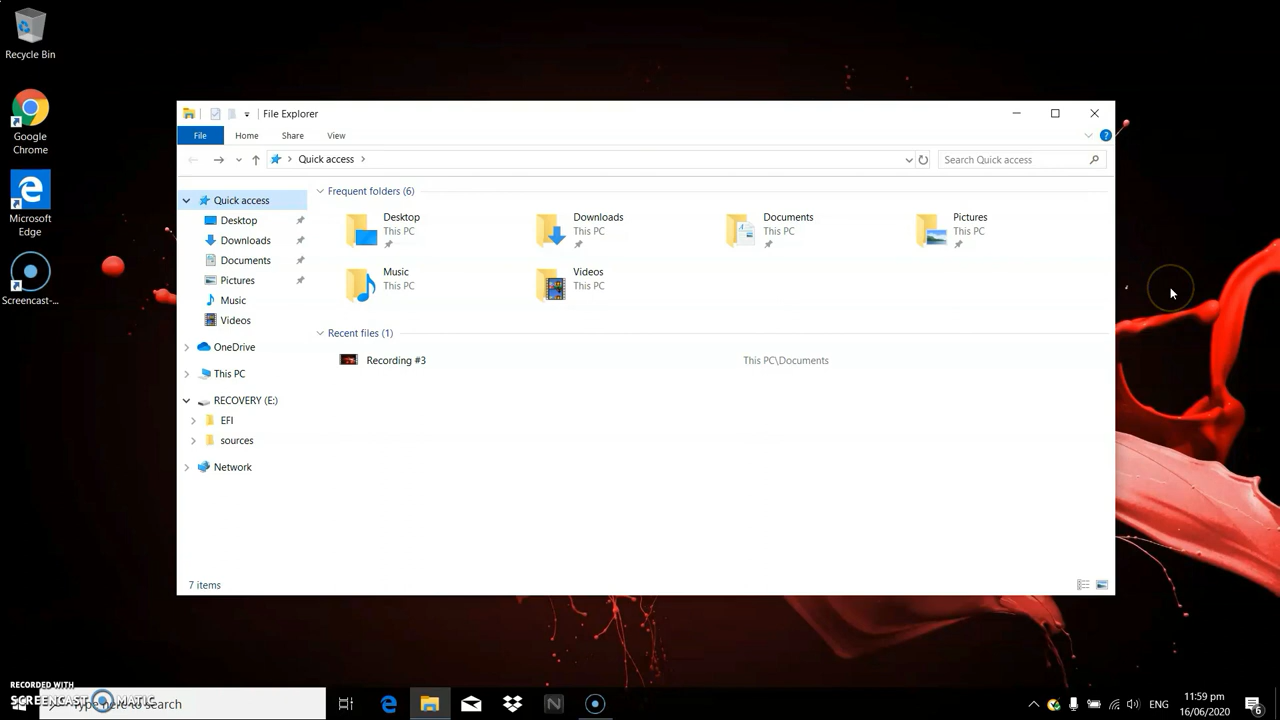 Recycle Bin
Google
Chrome
Microsoft
Edge
Screencast-...
File Explorer
File
Home
Share
View
Quick access
Search Quick access
Quick access
Desktop
Downloads
Documents
Pictures
Music
Videos
OneDrive
This PC
RECOVERY (E:)
EFI
sources
Network
Frequent folders (6)
Desktop
This PC
Downloads
This PC
Documents
This PC
Pictures
This PC
Music
This PC
Videos
This PC
Recent files (1)
Recording #3
This PC\Documents
7 items
RECORDED WITH
SCREENCAST MATIC
Type here to search
ENG
11:59 pm
16/06/2020
6